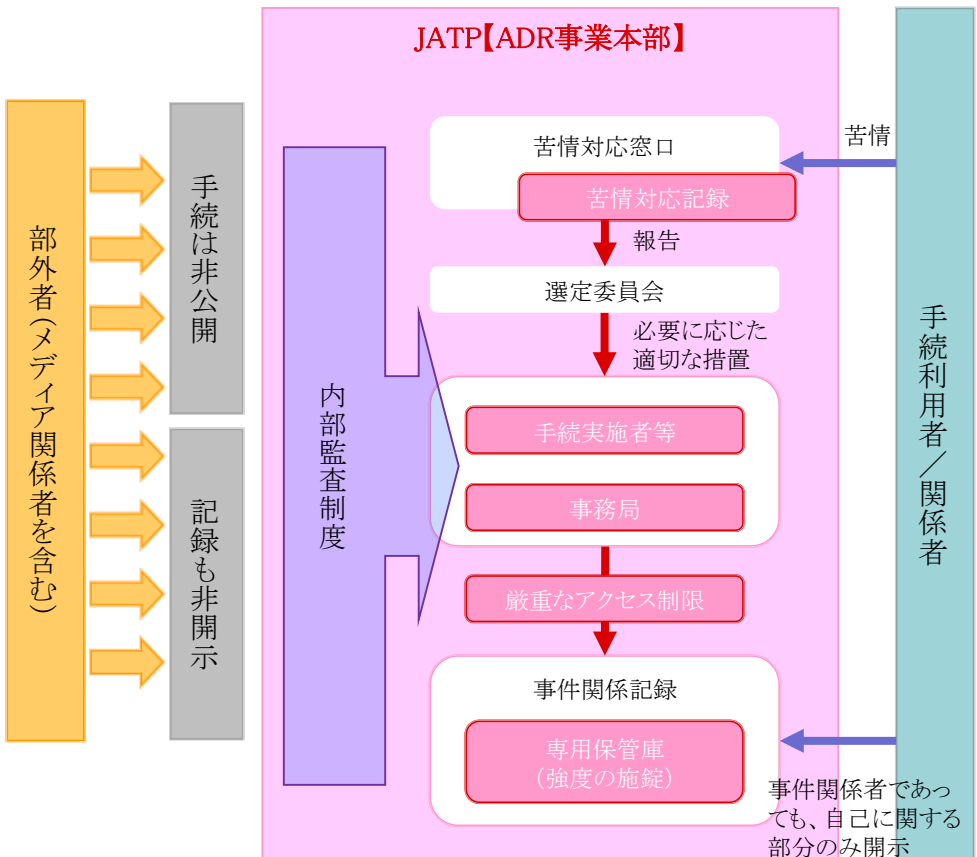 JATP【ADR事業本部】
部外者(メディア関係者を含む)
手続は非公開
記録も非開示
内部監査制度
苦情対応窓口
苦情対応記録
報告
選定委員会
必要に応じた
適切な措置
手続実施者等
事務局
厳重なアクセス制限
事件関係記録
専用保管庫
(強度の施錠)
苦情
手続利用者/関係者
事件関係者であっ
ても、自己に関する
部分のみ開示